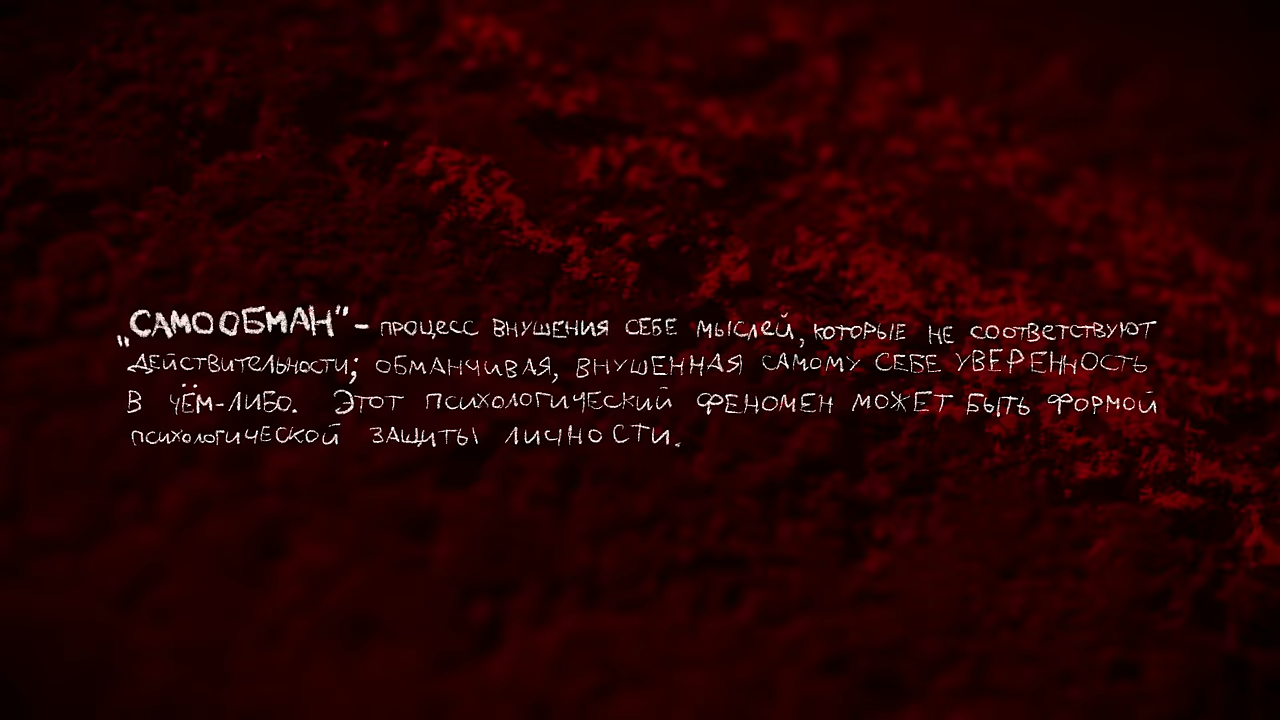 „САМООБМАН" – ПРОЦЕСС ВНУШЕНИЯ СЕБЕ МЫСЛЕЙ, КОТОРЫЕ НЕ СООТВЕТСТВУЮТ
ДЕЙСТВИТЕЛЬНОСТИ; ОБМАНЧИВАЯ, ВНУШЕННАЯ САМОМУ СЕБЕ УВЕРЕННОСТЬ
В ЧЁМ-ЛИБО. ЭТОТ ПСИХОЛОГИЧЕСКИЙ ФЕНОМЕН МОЖЕТ БЫТЬ ФОРМОЙ
ПСИХОЛОГИЧЕСКОЙ ЗАЩИТЫ ЛИЧНОСТИ.